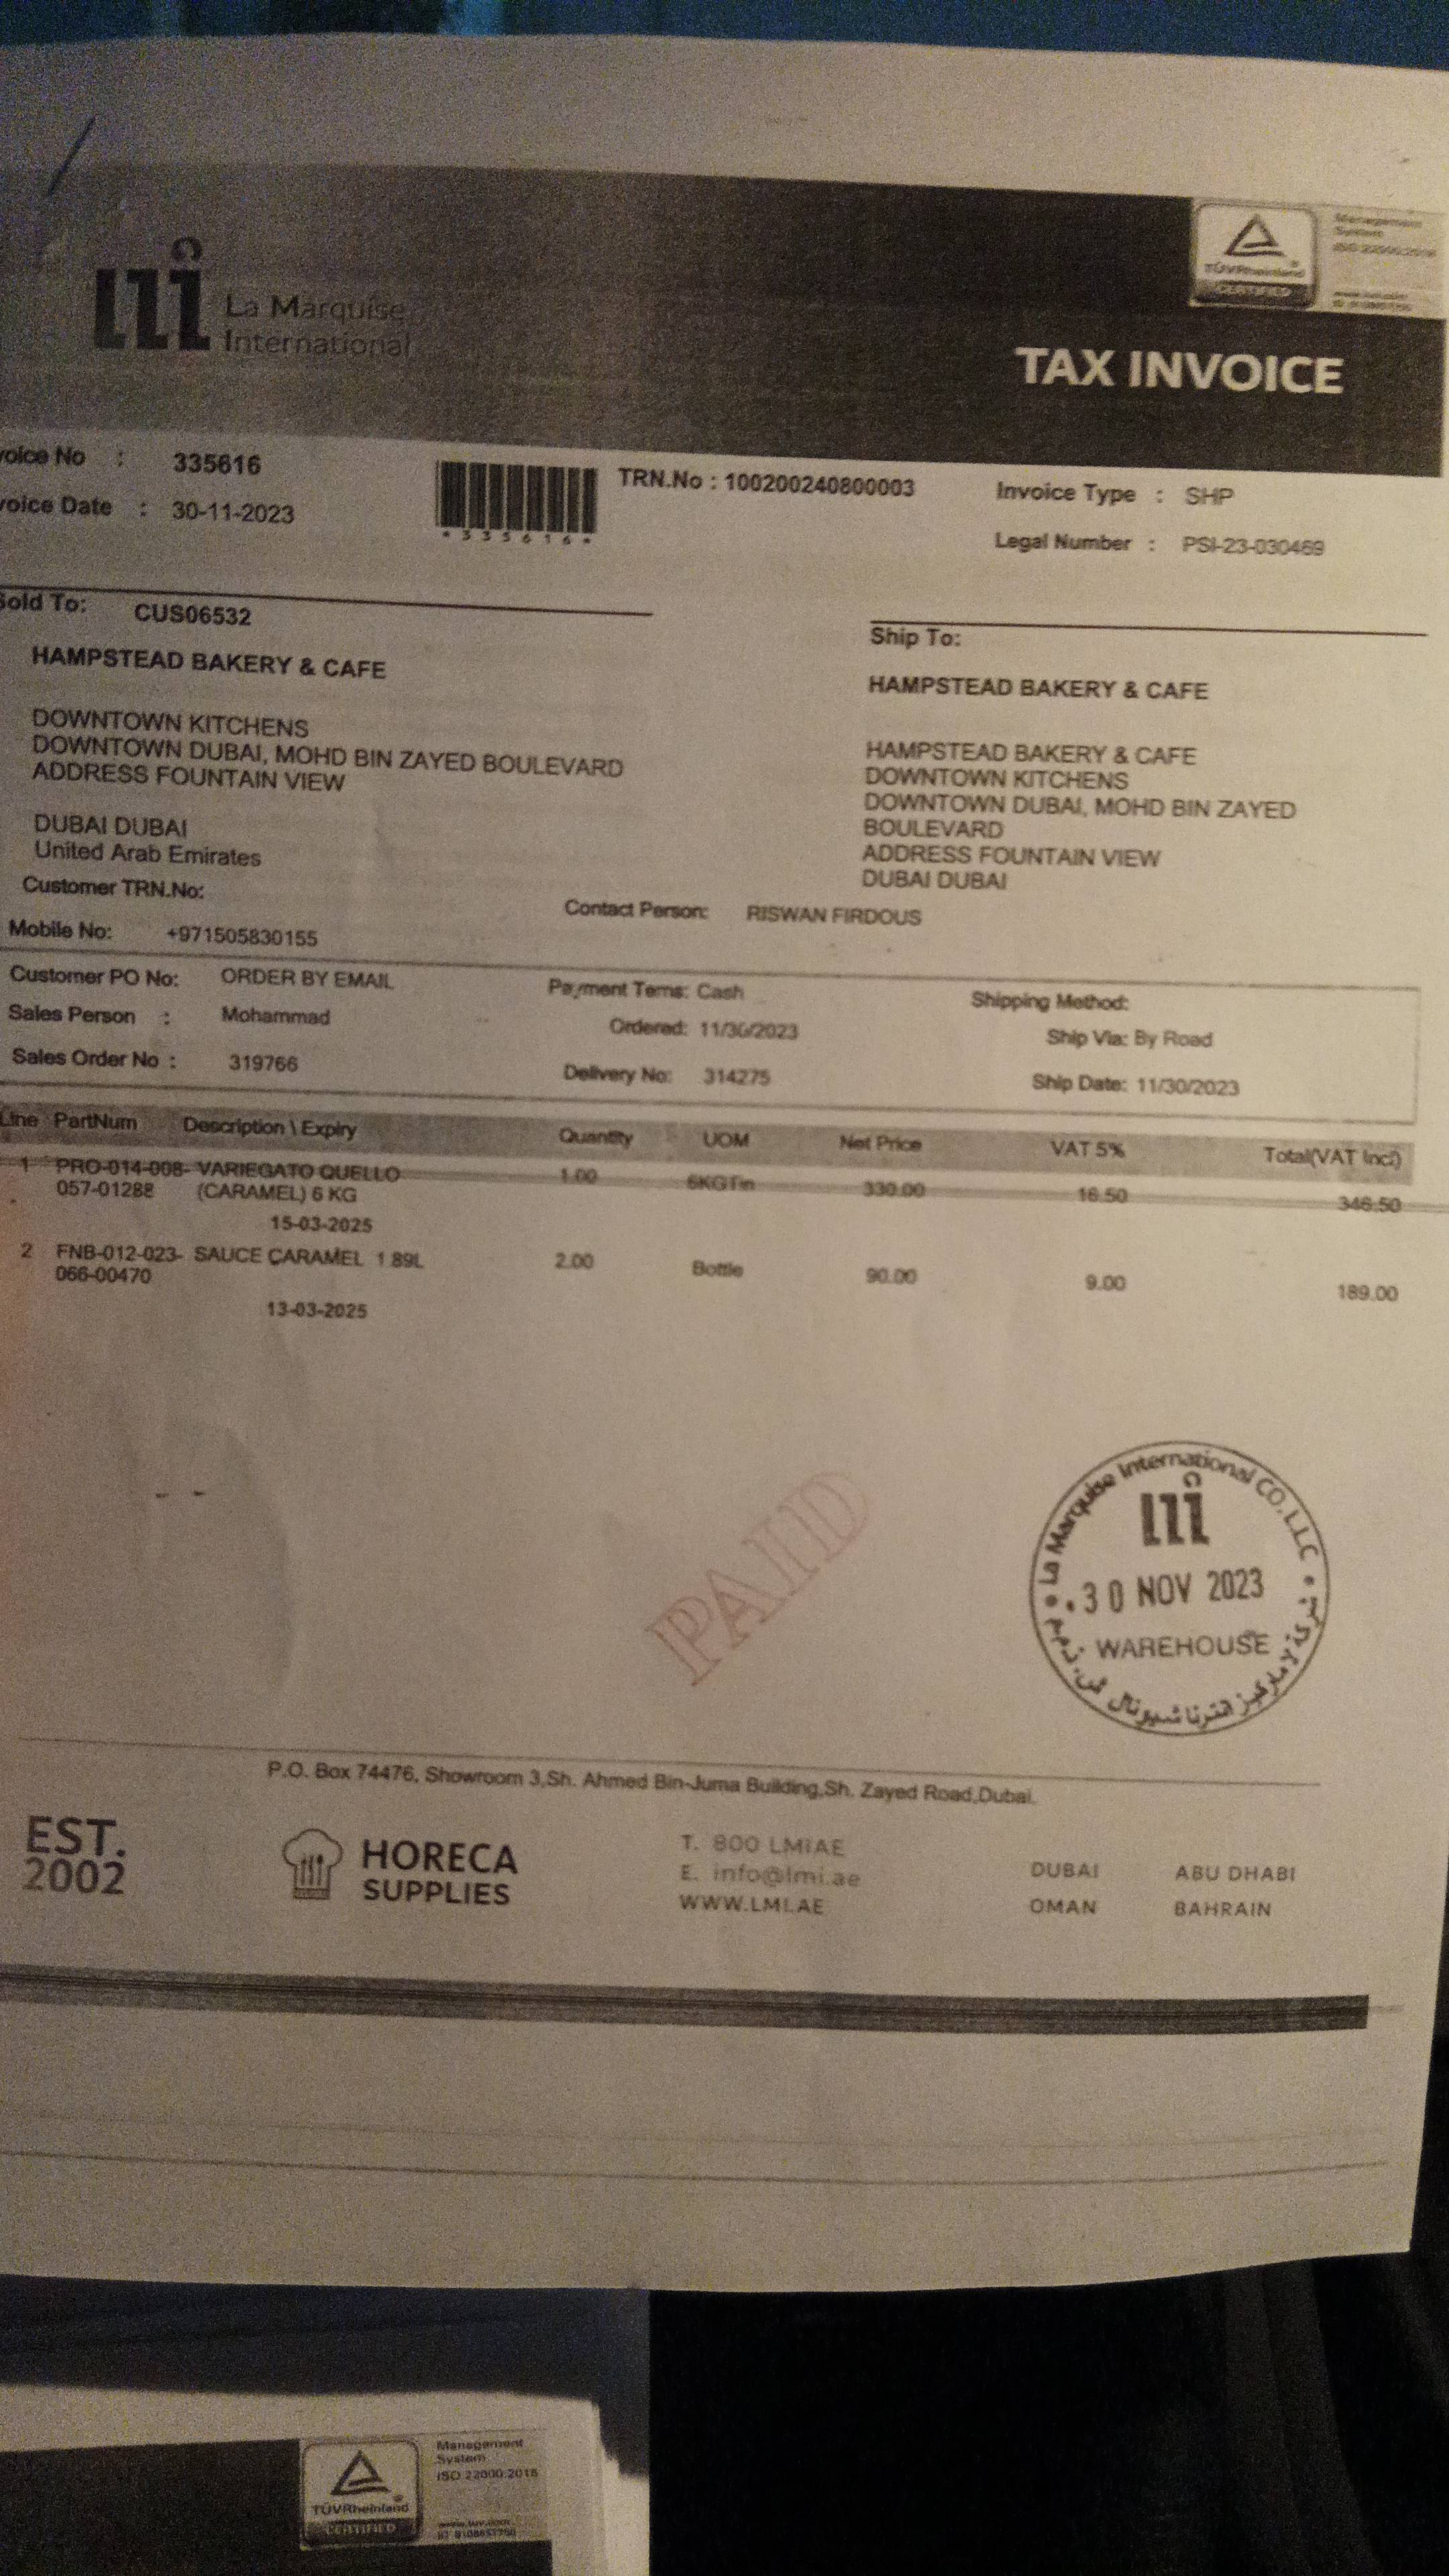 La Marquise
International
TÜVRheinland
CERTIFIED
Management
System
ISO 22000:2018
TAX INVOICE
voice No : 335616
voice Date : 30-11-2023
*335616*
TRN.No : 100200240800003
Invoice Type : SHP
Legal Number : PSI-23-030469
Sold To: CUS06532
HAMPSTEAD BAKERY & CAFE
DOWNTOWN KITCHENS
DOWNTOWN DUBAI, MOHD BIN ZAYED BOULEVARD
ADDRESS FOUNTAIN VIEW
DUBAI DUBAI
United Arab Emirates
Customer TRN.No:
Mobile No: +971505830155
Ship To:
HAMPSTEAD BAKERY & CAFE
HAMPSTEAD BAKERY & CAFE
DOWNTOWN KITCHENS
DOWNTOWN DUBAI, MOHD BIN ZAYED
BOULEVARD
ADDRESS FOUNTAIN VIEW
DUBAI DUBAI
Contact Person: RISWAN FIRDOUS
Customer PO No: ORDER BY EMAIL
Sales Person : Mohammad
Sales Order No : 319766
Payment Tems: Cash
Ordered: 11/30/2023
Delivery No: 314275
Shipping Method:
Ship Via: By Road
Ship Date: 11/30/2023
Line PartNum Description \ Expiry Quantity UOM Net Price VAT 5% Total(VAT Incl)
1 PRO-014-008- VARIEGATO QUELLO 1.00 6KGTin 330.00 16.50 346.50
057-01288 (CARAMEL) 6 KG
15-03-2025
2 FNB-012-023- SAUCE CARAMEL 1.89L 2.00 Bottle 90.00 9.00 189.00
066-00470
13-03-2025
PAID
La Marquise International CO.L.L.C
30 NOV 2023
WAREHOUSE
شركة لا ماركيز انترناشيونال ش.ذ.م.م
P.O. Box 74476, Showroom 3,Sh. Ahmed Bin-Juma Building,Sh. Zayed Road,Dubai.
EST.
2002
HORECA
SUPPLIES
T. 800 LMIAE
E. info@lmi.ae
WWW.LMI.AE
DUBAI ABU DHABI
OMAN BAHRAIN
TÜVRheinland
CERTIFIED
Management
System
ISO 22000:2018